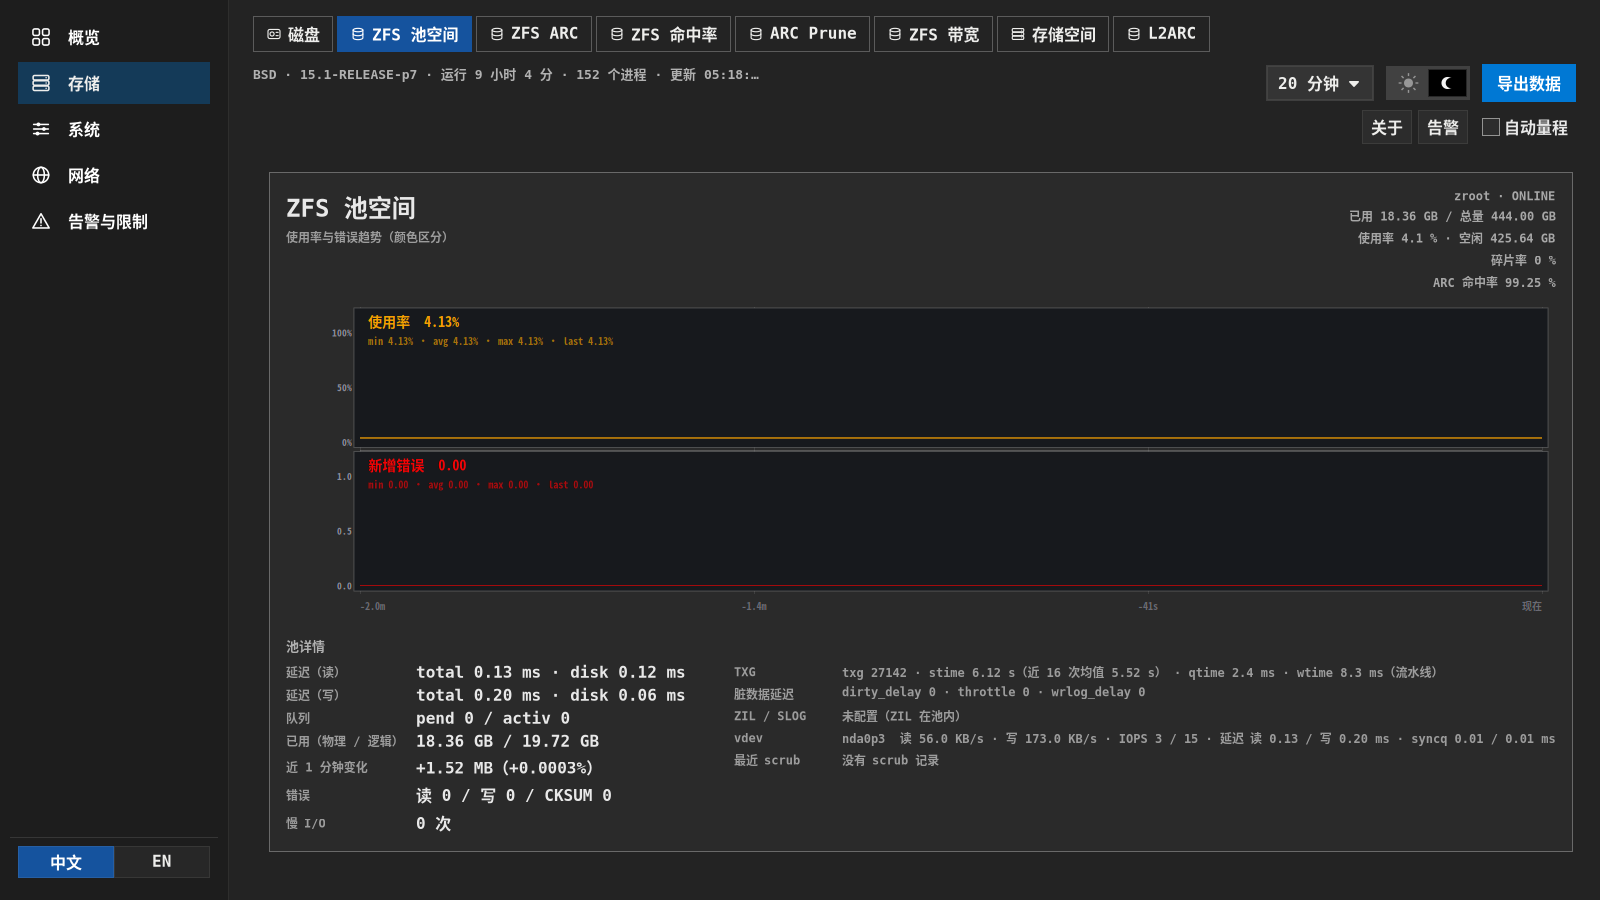 概览
存储
系统
网络
告警与限制
中文 EN
磁盘 ZFS 池空间 ZFS ARC ZFS 命中率 ARC Prune ZFS 带宽 存储空间 L2ARC
BSD · 15.1-RELEASE-p7 · 运行 9 小时 4 分 · 152 个进程 · 更新 05:18:…
20 分钟 导出数据
关于 告警 自动量程
ZFS 池空间
使用率与错误趋势（颜色区分）
zroot · ONLINE
已用 18.36 GB / 总量 444.00 GB
使用率 4.1 % · 空闲 425.64 GB
碎片率 0 %
ARC 命中率 99.25 %
使用率 4.13%
min 4.13% · avg 4.13% · max 4.13% · last 4.13%
100%
50%
0%
新增错误 0.00
min 0.00 · avg 0.00 · max 0.00 · last 0.00
1.0
0.5
0.0
-2.0m -1.4m -41s 现在
池详情
延迟（读） total 0.13 ms · disk 0.12 ms
延迟（写） total 0.20 ms · disk 0.06 ms
队列 pend 0 / activ 0
已用（物理 / 逻辑） 18.36 GB / 19.72 GB
近 1 分钟变化 +1.52 MB（+0.0003%）
错误 读 0 / 写 0 / CKSUM 0
慢 I/O 0 次
TXG txg 27142 · stime 6.12 s（近 16 次均值 5.52 s） · qtime 2.4 ms · wtime 8.3 ms（流水线）
脏数据延迟 dirty_delay 0 · throttle 0 · wrlog_delay 0
ZIL / SLOG 未配置（ZIL 在池内）
vdev nda0p3 读 56.0 KB/s · 写 173.0 KB/s · IOPS 3 / 15 · 延迟 读 0.13 / 写 0.20 ms · syncq 0.01 / 0.01 ms
最近 scrub 没有 scrub 记录